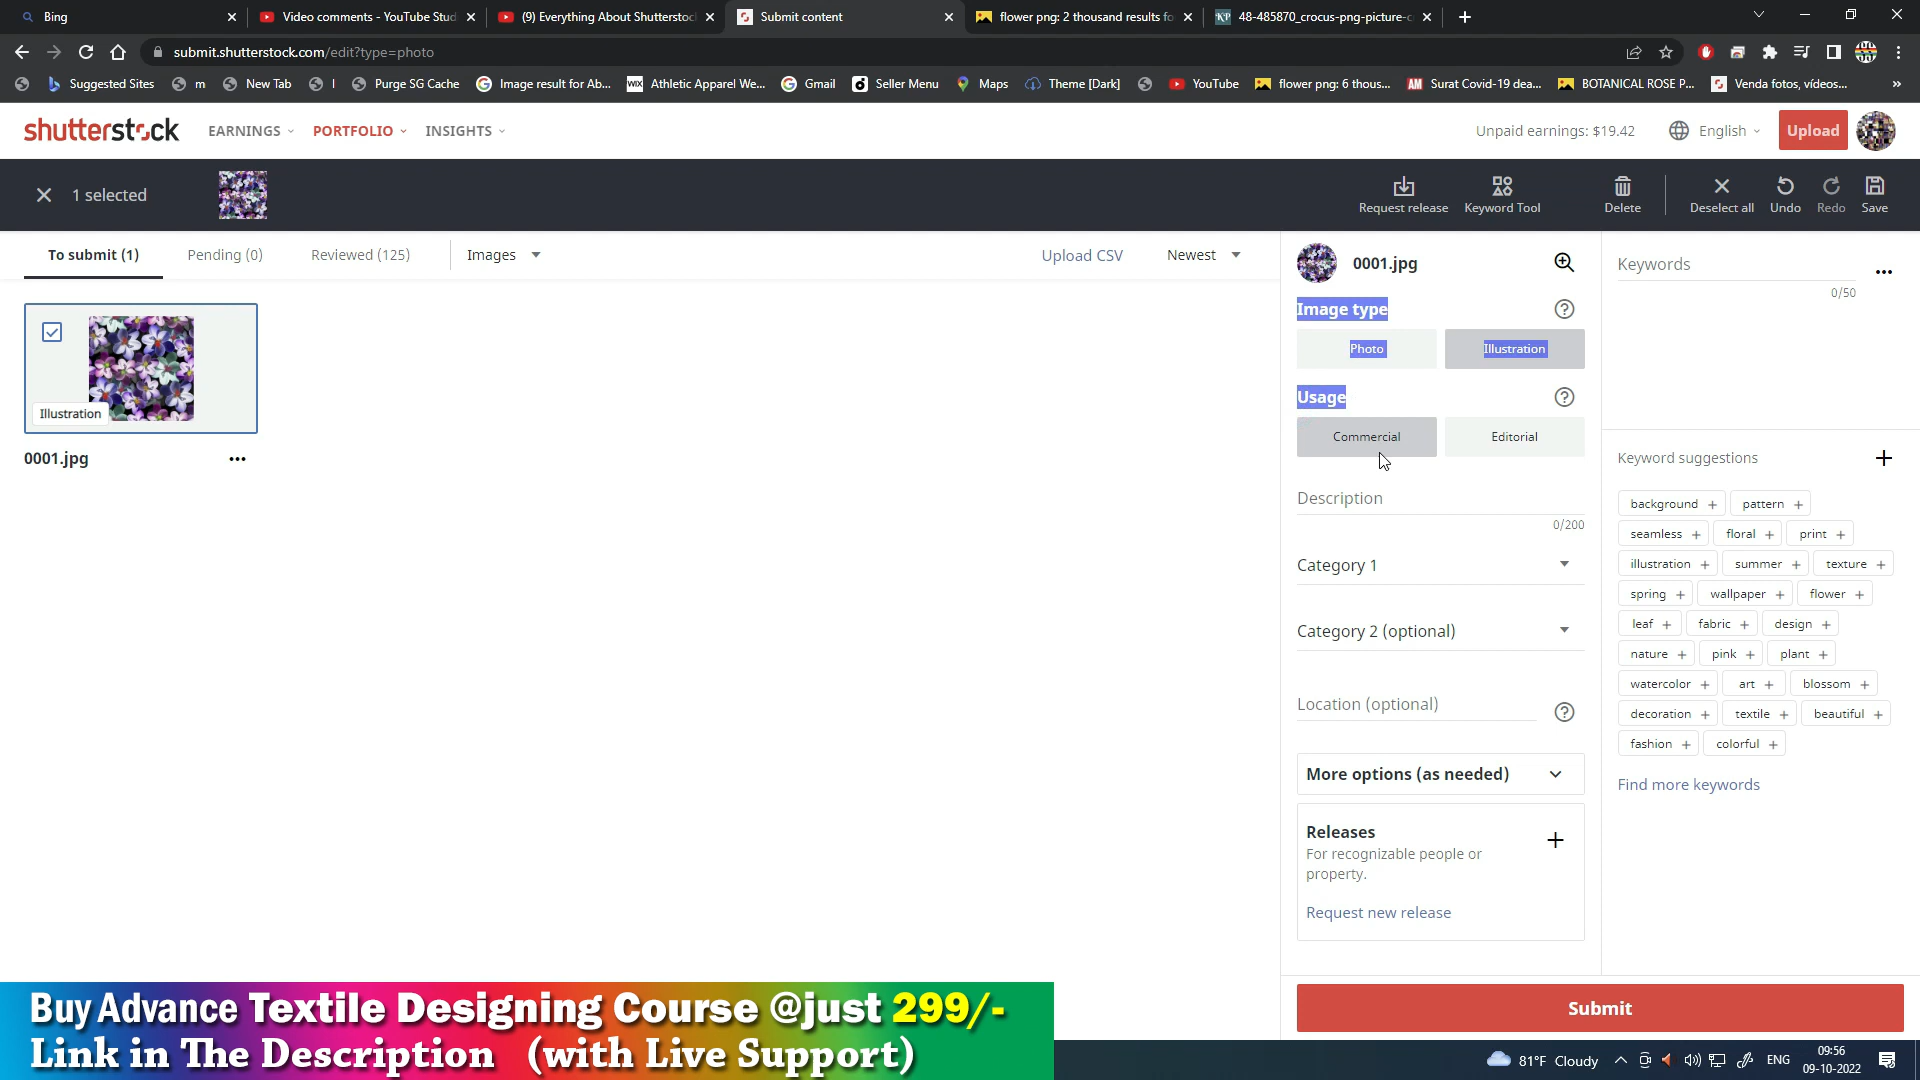 Bing
Video comments - YouTube Stud
(9) Everything About Shutterstoc
Submit content
flower png: 2 thousand results fo
48-485870_crocus-png-picture-c
submit.shutterstock.com/edit?type=photo
Suggested Sites
m
New Tab
I
Purge SG Cache
Image result for Ab...
WIX
Athletic Apparel We...
Gmail
Seller Menu
Maps
Theme [Dark]
YouTube
flower png: 6 thous...
AM
Surat Covid-19 dea...
BOTANICAL ROSE P...
Venda fotos, vídeos...
»
shutterstock
EARNINGS
PORTFOLIO
INSIGHTS
Unpaid earnings: $19.42
English
Upload
1 selected
Request release
Keyword Tool
Delete
Deselect all
Undo
Redo
Save
To submit (1)
Pending (0)
Reviewed (125)
Images
Upload CSV
Newest
Illustration
0001.jpg
0001.jpg
Image type
Photo
Illustration
Usage
Commercial
Editorial
Description
0/200
Category 1
Category 2 (optional)
Location (optional)
More options (as needed)
Releases
For recognizable people or
property.
Request new release
Keywords
0/50
Keyword suggestions
background +
pattern +
seamless +
floral +
print +
illustration +
summer +
texture +
spring +
wallpaper +
flower +
leaf +
fabric +
design +
nature +
pink +
plant +
watercolor +
art +
blossom +
decoration +
textile +
beautiful +
fashion +
colorful +
Find more keywords
Submit
Buy Advance Textile Designing Course @just 299/-
Link in The Description (with Live Support)
81°F Cloudy
ENG
09:56
09-10-2022